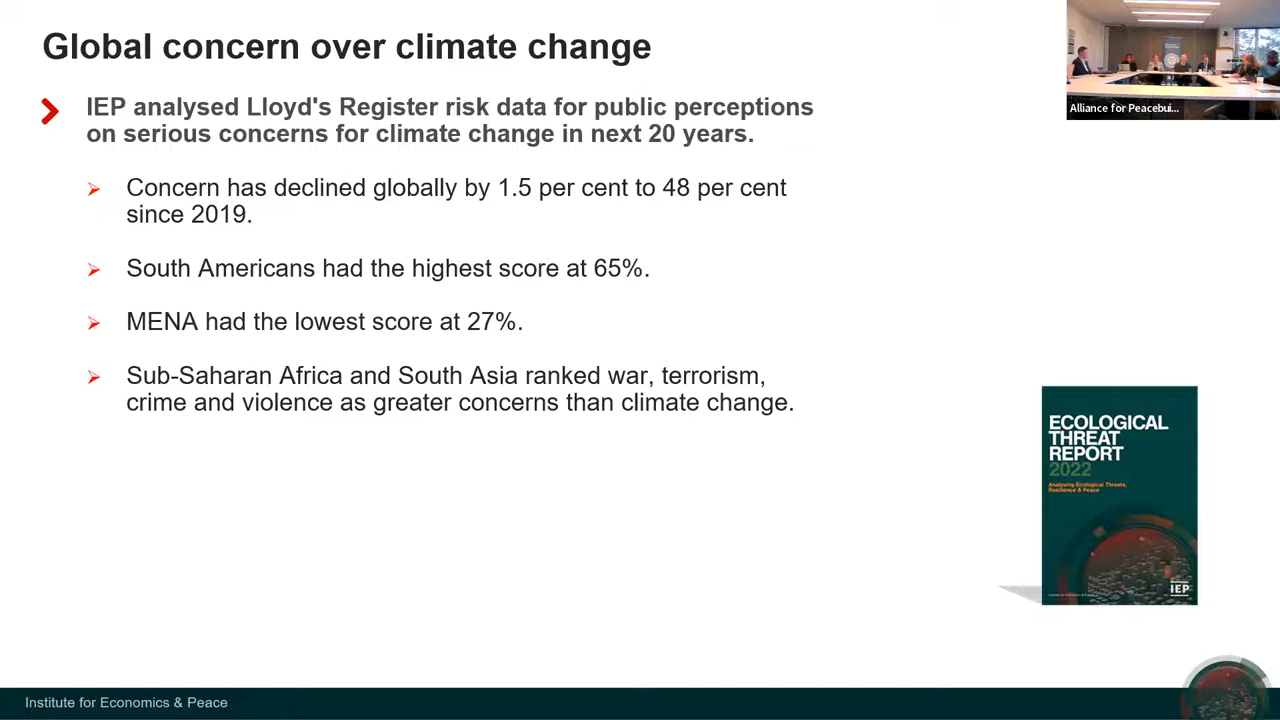 Global concern over climate change
IEP analysed Lloyd's Register risk data for public perceptions
on serious concerns for climate change in next 20 years.
Concern has declined globally by 1.5 per cent to 48 per cent
since 2019.
South Americans had the highest score at 65%.
MENA had the lowest score at 27%.
Sub-Saharan Africa and South Asia ranked war, terrorism,
crime and violence as greater concerns than climate change.
Alliance for Peacebui...
ECOLOGICAL
THREAT
REPORT
2022
Analysing Ecological Threats,
Resilience & Peace
IEP
Institute for Economics & Peace